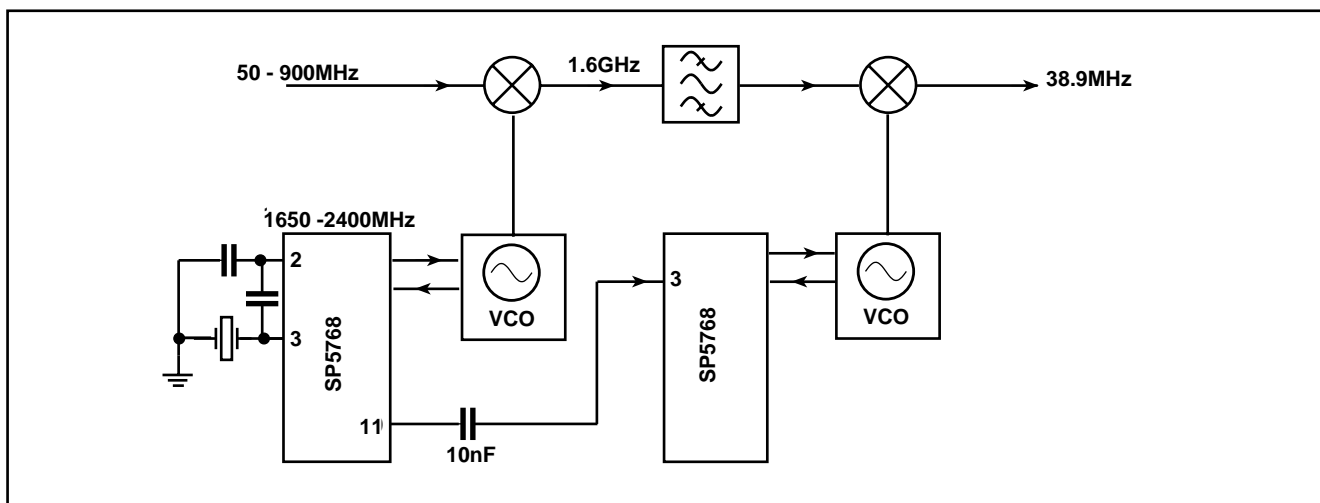 50 - 900MHz
1.6GHz
38.9MHz
1650 -2400MHz
2
3
SP5768
11
VCO
10nF
3
SP5768
VCO